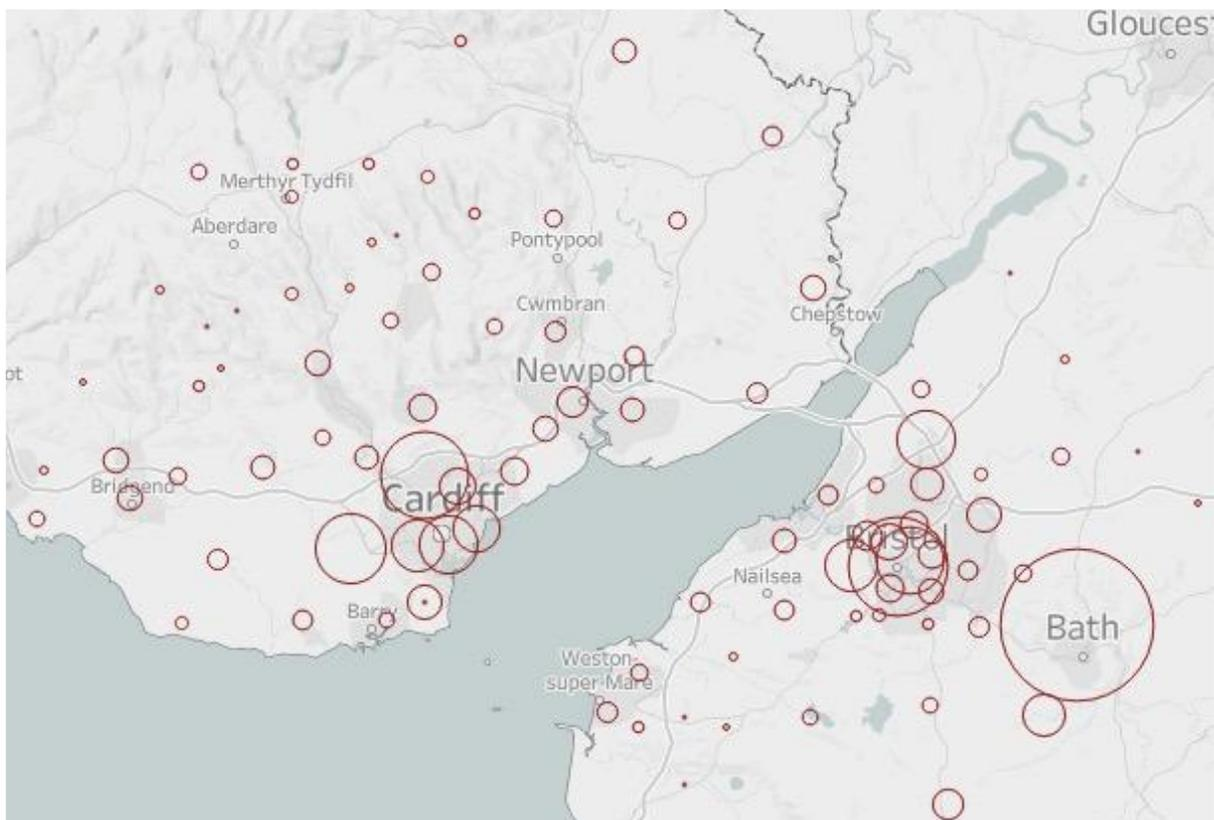 Gloucest
Merthyr Tydfil
Aberdare
Pontypool
Cwmbran
Chepstow
ot
Newport
Bridgend
Cardiff
Bristol
Nailsea
Barry
Bath
Weston-
super-Mare